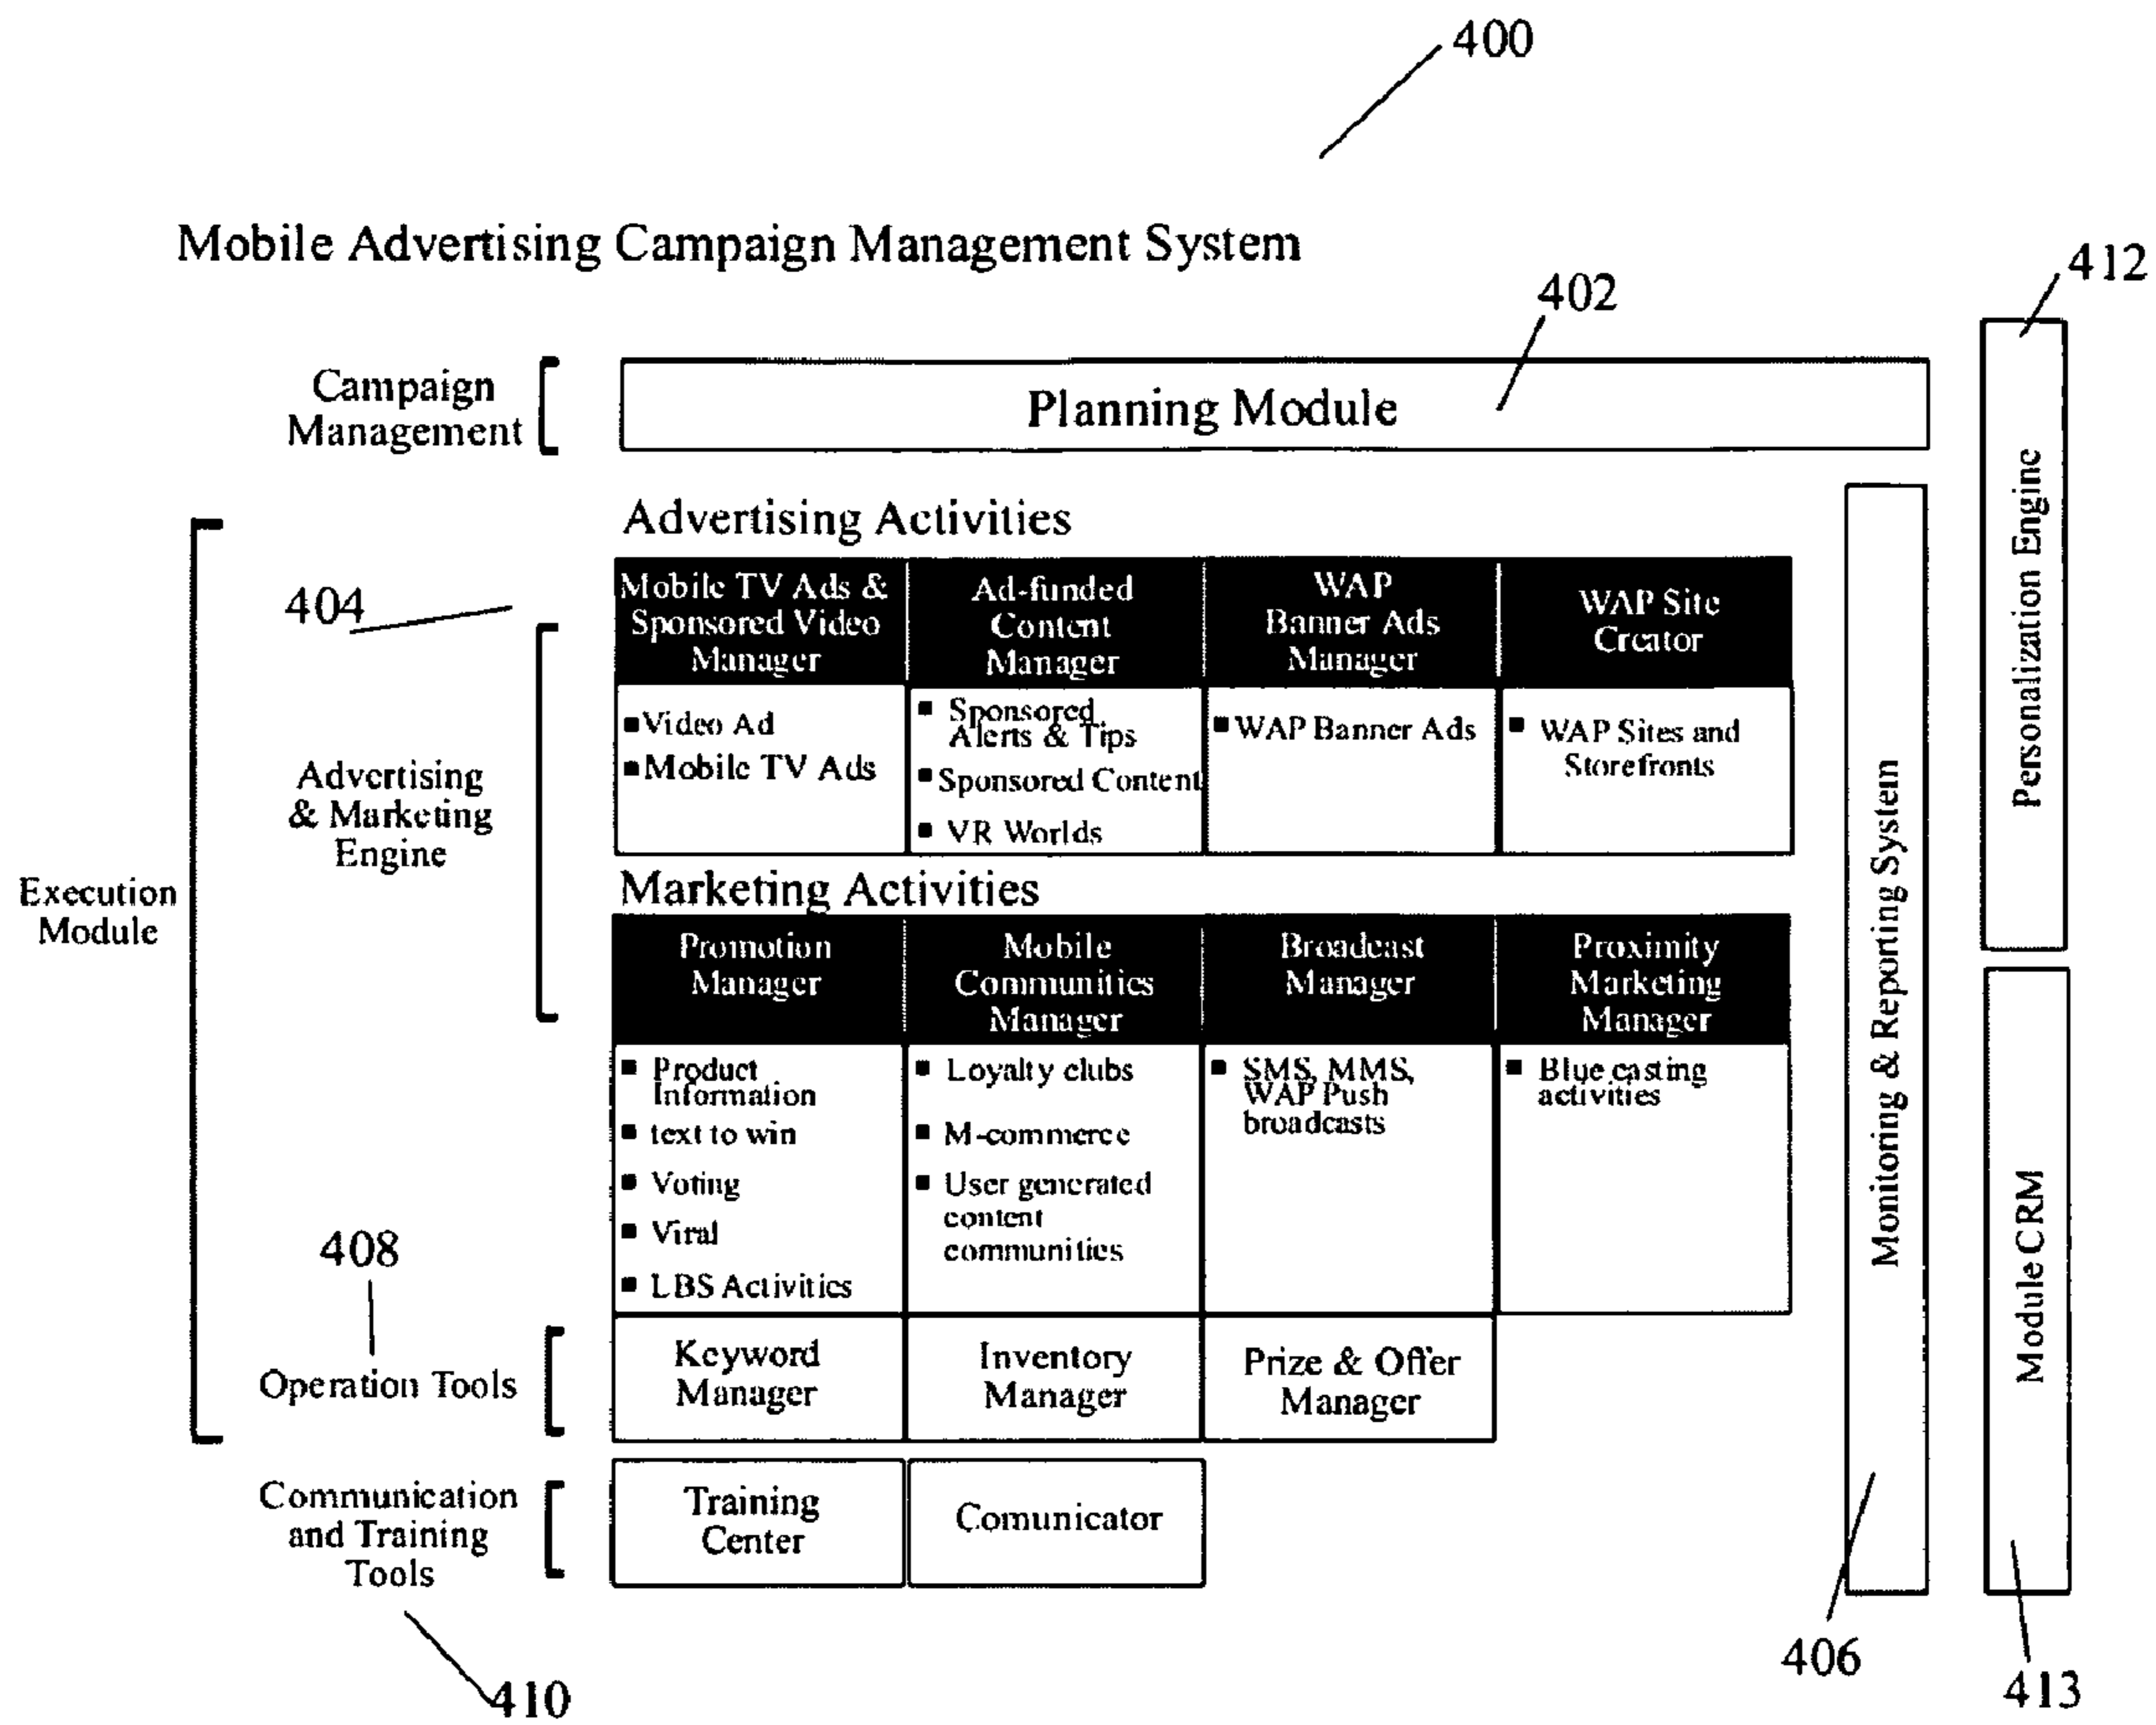 400
Mobile Advertising Campaign Management System
412
402
Campaign
Management
Planning Module
Advertising Activities
404
Mobile TV Ads &
Sponsored Video
Manager
Ad-funded
Content
Manager
WAP
Banner Ads
Manager
WAP Site
Creator
▪ Video Ad
▪ Mobile TV Ads
▪ Sponsored
Alerts & Tips
▪ Sponsored Content
▪ VR Worlds
▪ WAP Banner Ads
▪ WAP Sites and
Storefronts
Advertising
& Marketing
Engine
Execution
Module
Marketing Activities
Promotion
Manager
Mobile
Communities
Manager
Broadcast
Manager
Proximity
Marketing
Manager
▪ Product
Information
▪ text to win
▪ Voting
▪ Viral
▪ LBS Activities
▪ Loyalty clubs
▪ M-commerce
▪ User generated
content
communities
▪ SMS, MMS,
WAP Push
broadcasts
▪ Blue casting
activities
408
Operation Tools
Keyword
Manager
Inventory
Manager
Prize & Offer
Manager
Communication
and Training
Tools
Training
Center
Comunicator
410
Monitoring & Reporting System
406
Personalization Engine
Module CRM
413